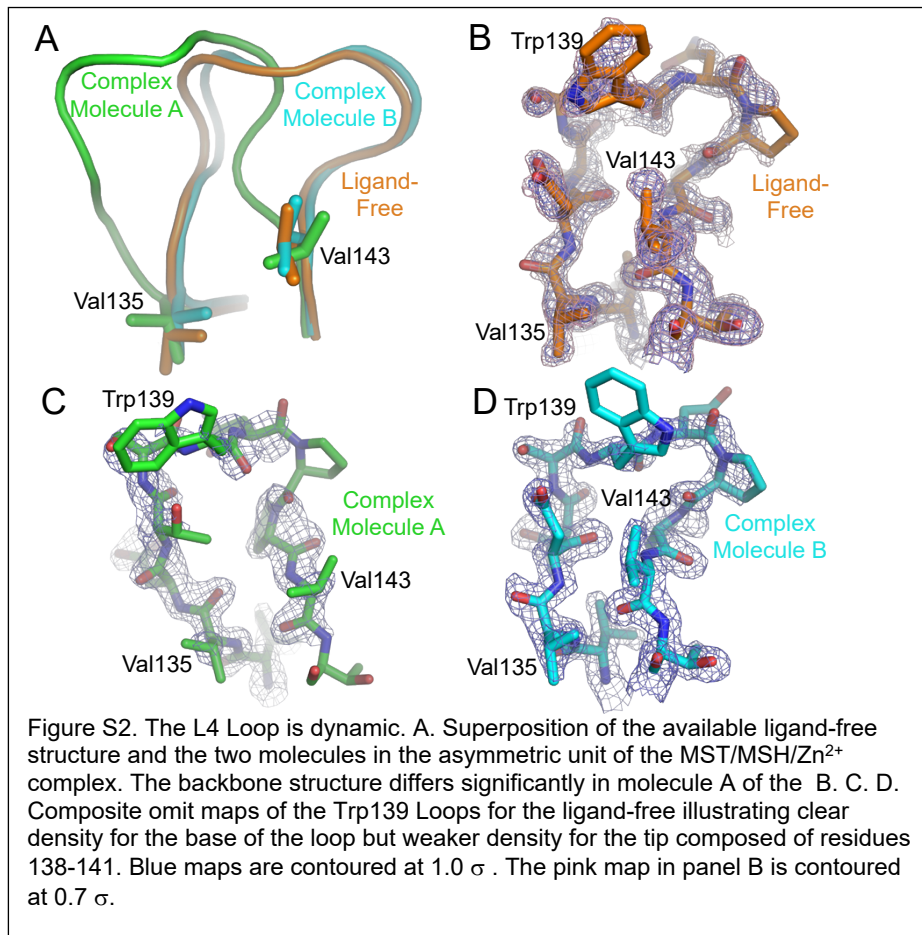 A
Complex
Molecule A
Complex
Molecule B
Ligand-
Free
Val143
Val135
B
Trp139
Val143
Ligand-
Free
Val135
C
Trp139
Complex
Molecule A
Val143
Val135
D
Trp139
Val143
Complex
Molecule B
Val135
Figure S2. The L4 Loop is dynamic. A. Superposition of the available ligand-free
structure and the two molecules in the asymmetric unit of the MST/MSH/Zn²⁺
complex. The backbone structure differs significantly in molecule A of the B. C. D.
Composite omit maps of the Trp139 Loops for the ligand-free illustrating clear
density for the base of the loop but weaker density for the tip composed of residues
138-141. Blue maps are contoured at 1.0 σ . The pink map in panel B is contoured
at 0.7 σ.